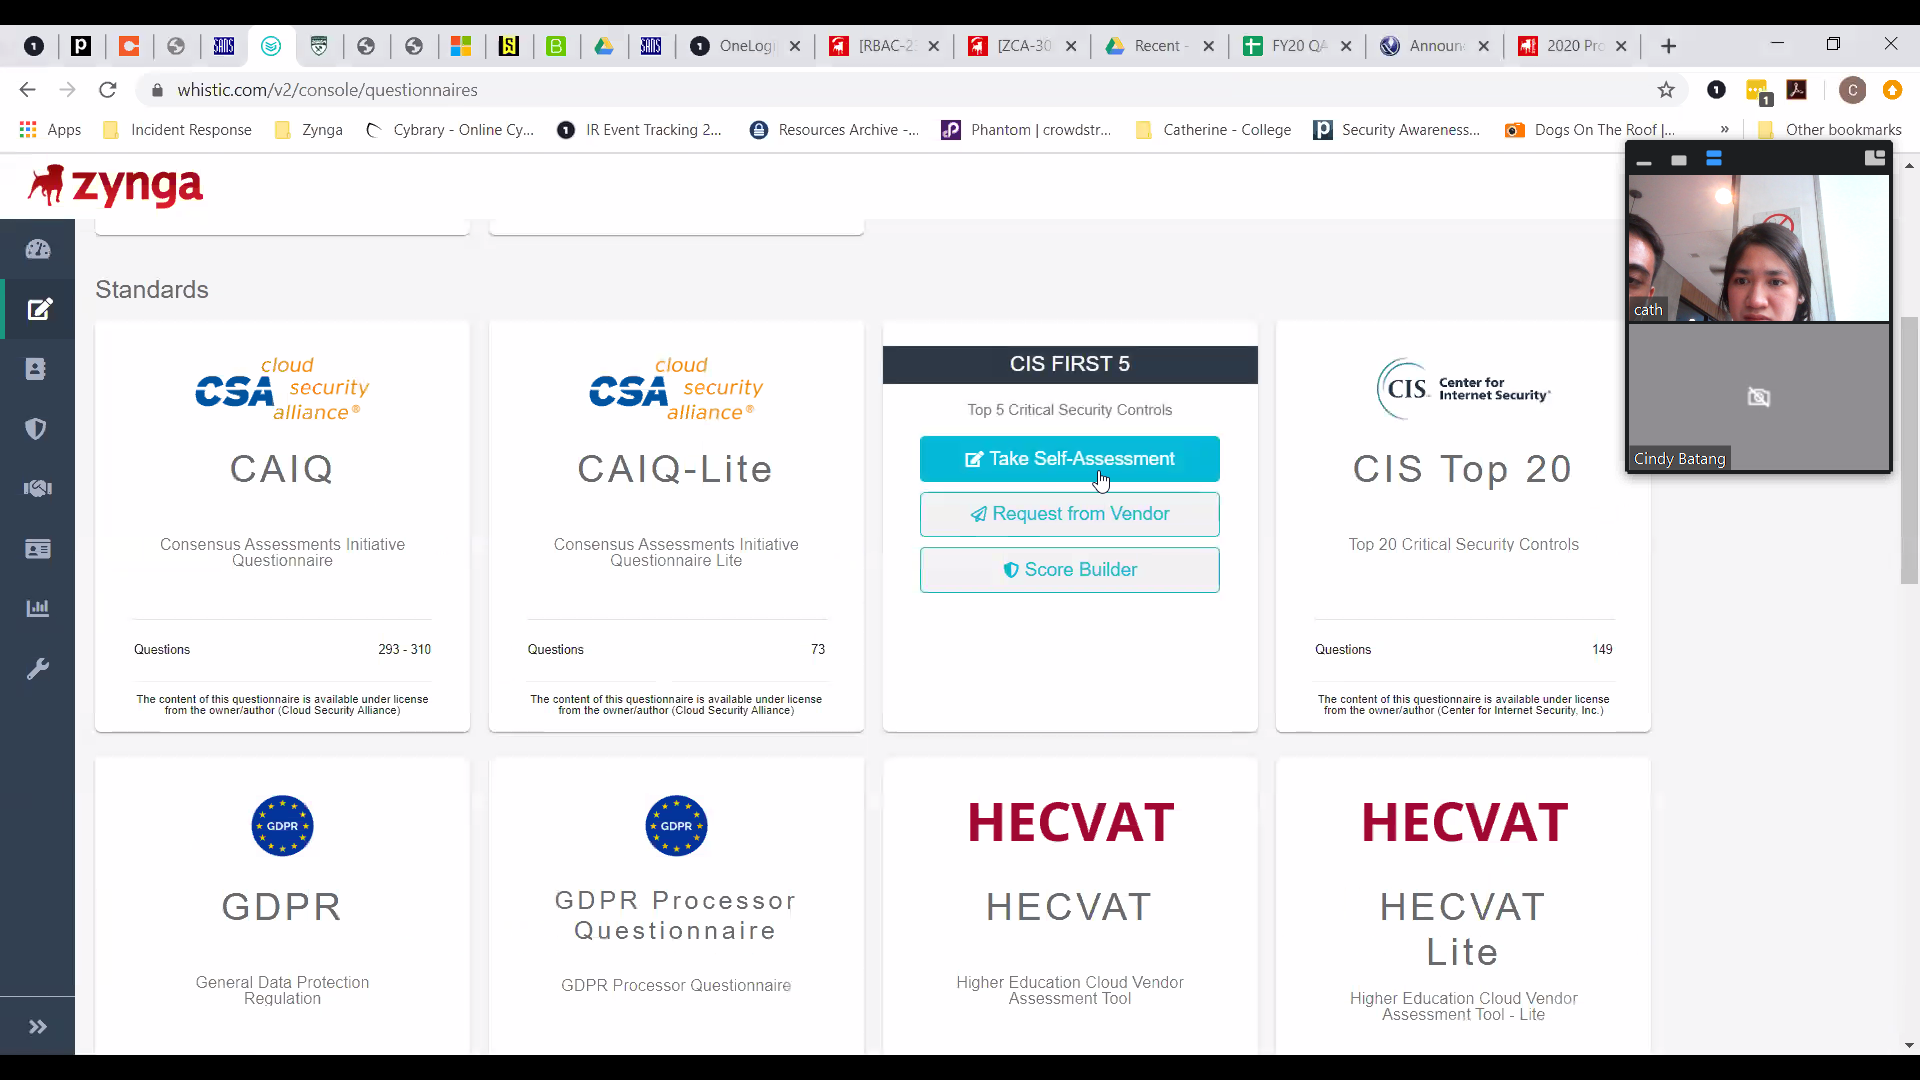 OneLogi
[RBAC-2
[ZCA-30
Recent -
FY20 QA
Announ
2020 Pro
whistic.com/v2/console/questionnaires
1
C
Apps
Incident Response
Zynga
Cybrary - Online Cy...
IR Event Tracking 2...
Resources Archive -...
Phantom | crowdstr...
Catherine - College
Security Awareness...
Dogs On The Roof |...
»
Other bookmarks
zynga
cath
Cindy Batang
Standards
CSA cloud security alliance®
CAIQ
Consensus Assessments Initiative
Questionnaire
Questions 293 - 310
The content of this questionnaire is available under license
from the owner/author (Cloud Security Alliance)
CSA cloud security alliance®
CAIQ-Lite
Consensus Assessments Initiative
Questionnaire Lite
Questions 73
The content of this questionnaire is available under license
from the owner/author (Cloud Security Alliance)
CIS FIRST 5
Top 5 Critical Security Controls
Take Self-Assessment
Request from Vendor
Score Builder
CIS. Center for
Internet Security®
CIS Top 20
Top 20 Critical Security Controls
Questions 149
The content of this questionnaire is available under license
from the owner/author (Center for Internet Security, Inc.)
GDPR
GDPR
General Data Protection
Regulation
GDPR
GDPR Processor
Questionnaire
GDPR Processor Questionnaire
HECVAT
HECVAT
Higher Education Cloud Vendor
Assessment Tool
HECVAT
HECVAT
Lite
Higher Education Cloud Vendor
Assessment Tool - Lite